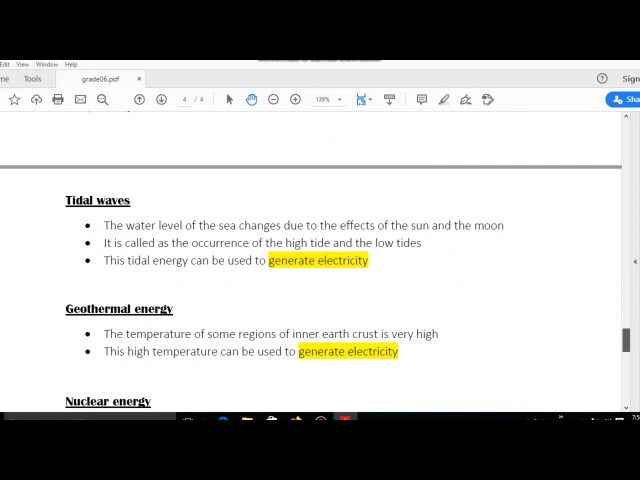 Edit View Window Help
Tools
grade06.pdf ×
Sign
4 / 4
139%
Sha
Tidal waves
• The water level of the sea changes due to the effects of the sun and the moon
• It is called as the occurrence of the high tide and the low tides
• This tidal energy can be used to generate electricity
Geothermal energy
• The temperature of some regions of inner earth crust is very high
• This high temperature can be used to generate electricity
Nuclear energy